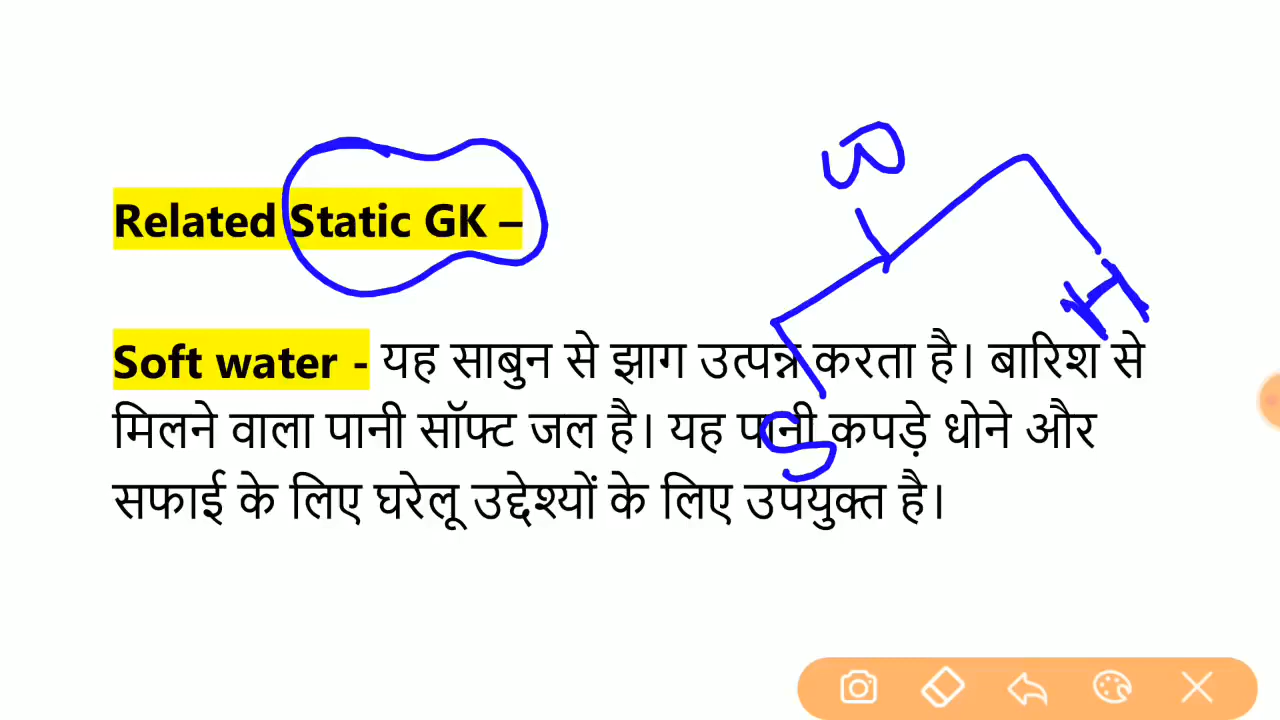 Related Static GK –
W
H
Soft water - यह साबुन से झाग उत्पन्न करता है। बारिश से
मिलने वाला पानी सॉफ्ट जल है। यह पानी कपड़े धोने और
S
सफाई के लिए घरेलू उद्देश्यों के लिए उपयुक्त है।